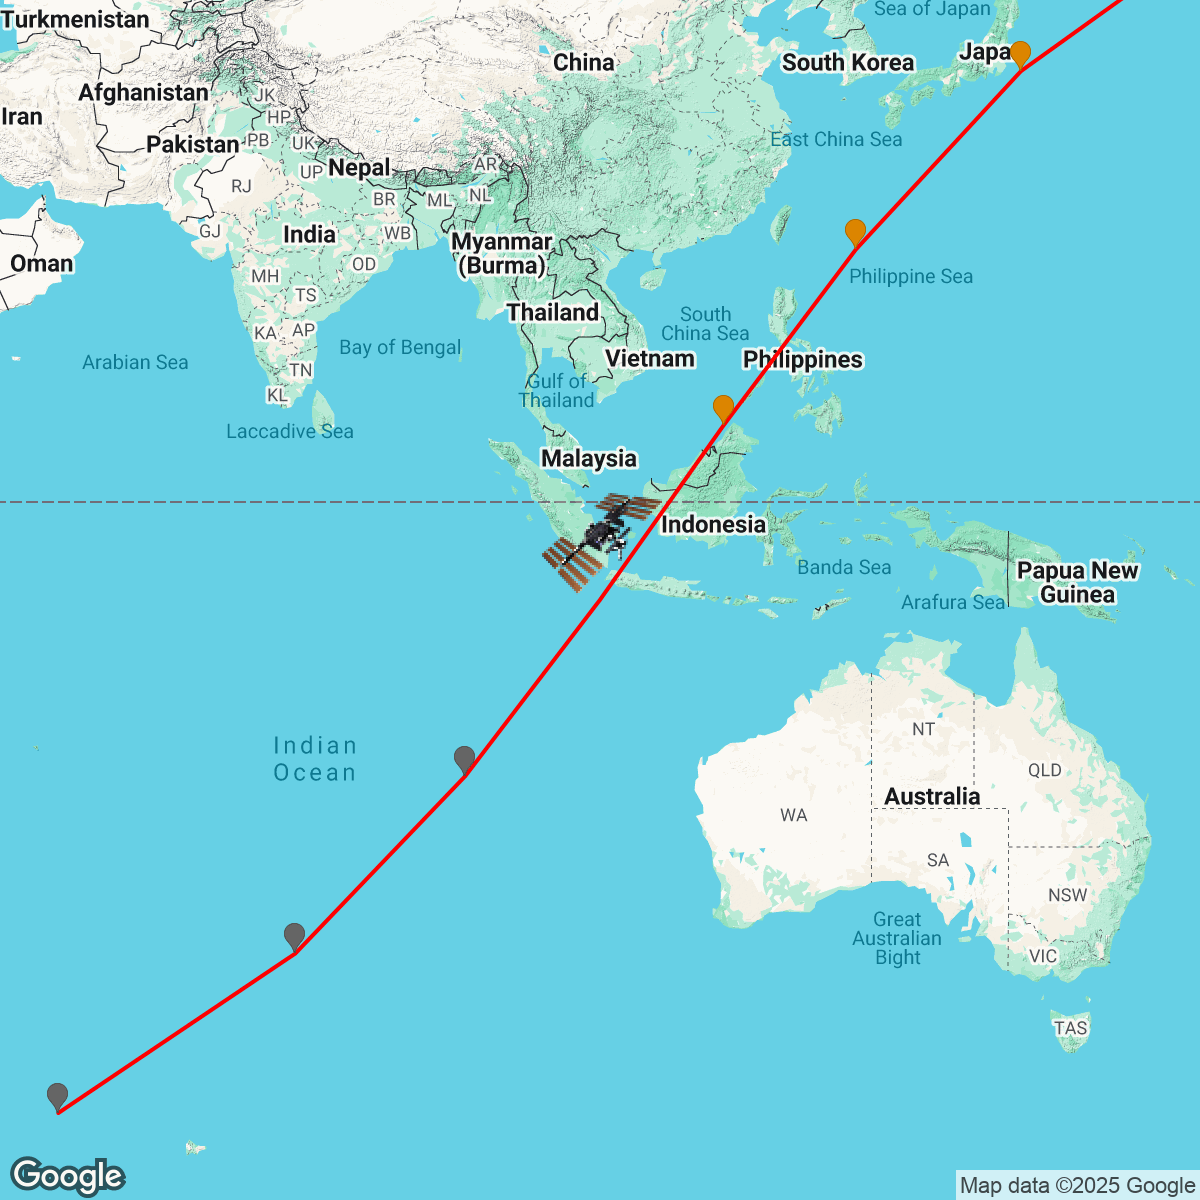 Turkmenistan
Sea of Japan
China
South Korea
Japa
Afghanistan
JK
Iran
HP
Pakistan
PB
UK
East China Sea
Nepal
UP
AR
RJ
BR
ML
NL
GJ
India
WB
Myanmar
(Burma)
Oman
MH
OD
Philippine Sea
TS
Thailand
South
China Sea
KA
AP
Arabian Sea
Bay of Bengal
Vietnam
Philippines
TN
Gulf of
Thailand
KL
Laccadive Sea
Malaysia
Indonesia
Banda Sea
Papua New
Guinea
Arafura Sea
NT
Indian
Ocean
QLD
Australia
WA
SA
NSW
Great
Australian
Bight
VIC
TAS
Google
Map data ©2025 Google